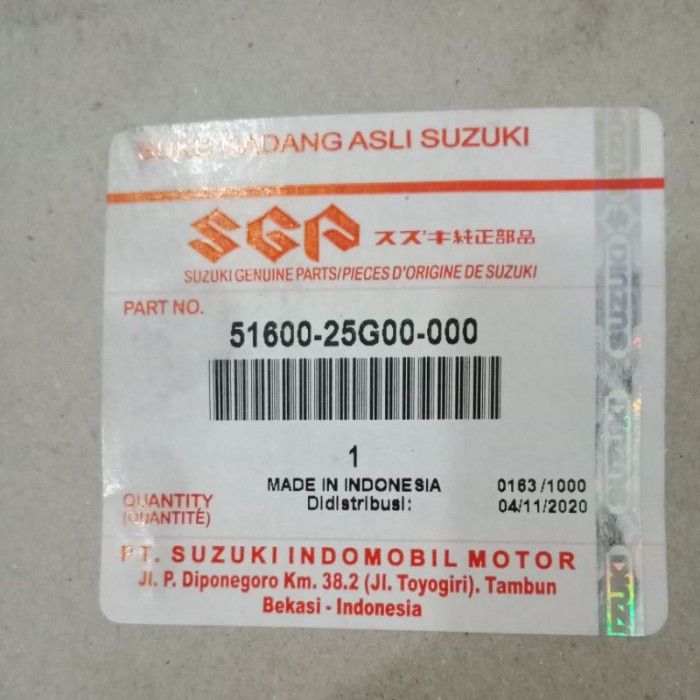 SUKU CADANG ASLI SUZUKI
SGP スズキ純正部品
SUZUKI GENUINE PARTS/PIECES D'ORIGINE DE SUZUKI
PART NO.
51600-25G00-000
1
MADE IN INDONESIA 0163 /1000
QUANTITY
Didistribusi: 04/11/2020
(QUANTITÉ)
PT. SUZUKI INDOMOBIL MOTOR
Jl. P. Diponegoro Km. 38.2 (Jl. Toyogiri). Tambun
Bekasi - Indonesia
SUZUKI
SUZUKI
SUZUKI